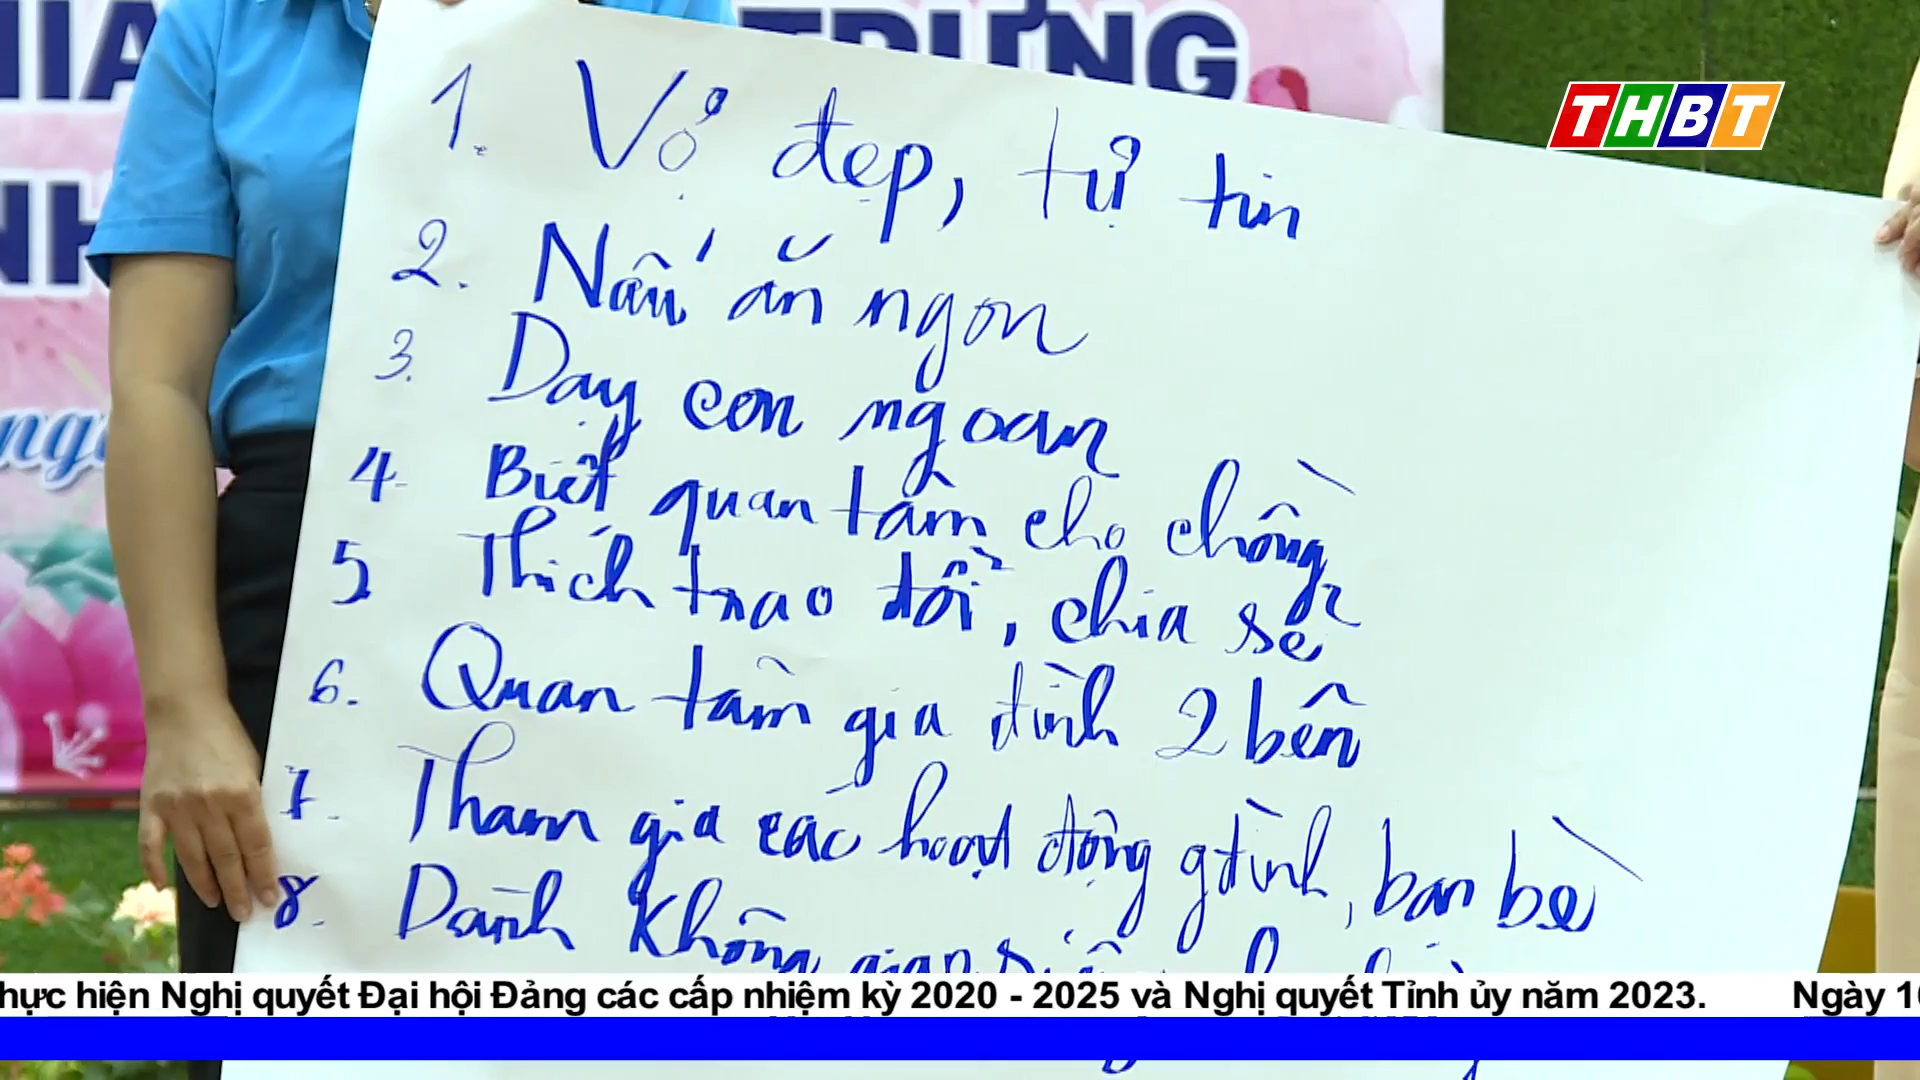 TRƯNG
THBT
1. Vợ đẹp, tự tin
2. Nấu ăn ngon
3. Dạy con ngoan
4. Biết quan tâm cho chồng
5 Thích trao đổi, chia sẻ
6. Quan tâm gia đình 2 bên
7. Tham gia các hoạt động gđình, bạn bè
8. Dành không gian
hực hiện Nghị quyết Đại hội Đảng các cấp nhiệm kỳ 2020 - 2025 và Nghị quyết Tỉnh ủy năm 2023. Ngày